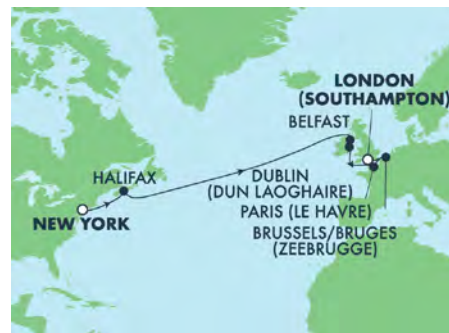 LONDON
(SOUTHAMPTON)
BELFAST
HALIFAX
DUBLIN
(DUN LAOGHAIRE)
NEW YORK
PARIS (LE HAVRE)
BRUSSELS/BRUGES
(ZEEBRUGGE)